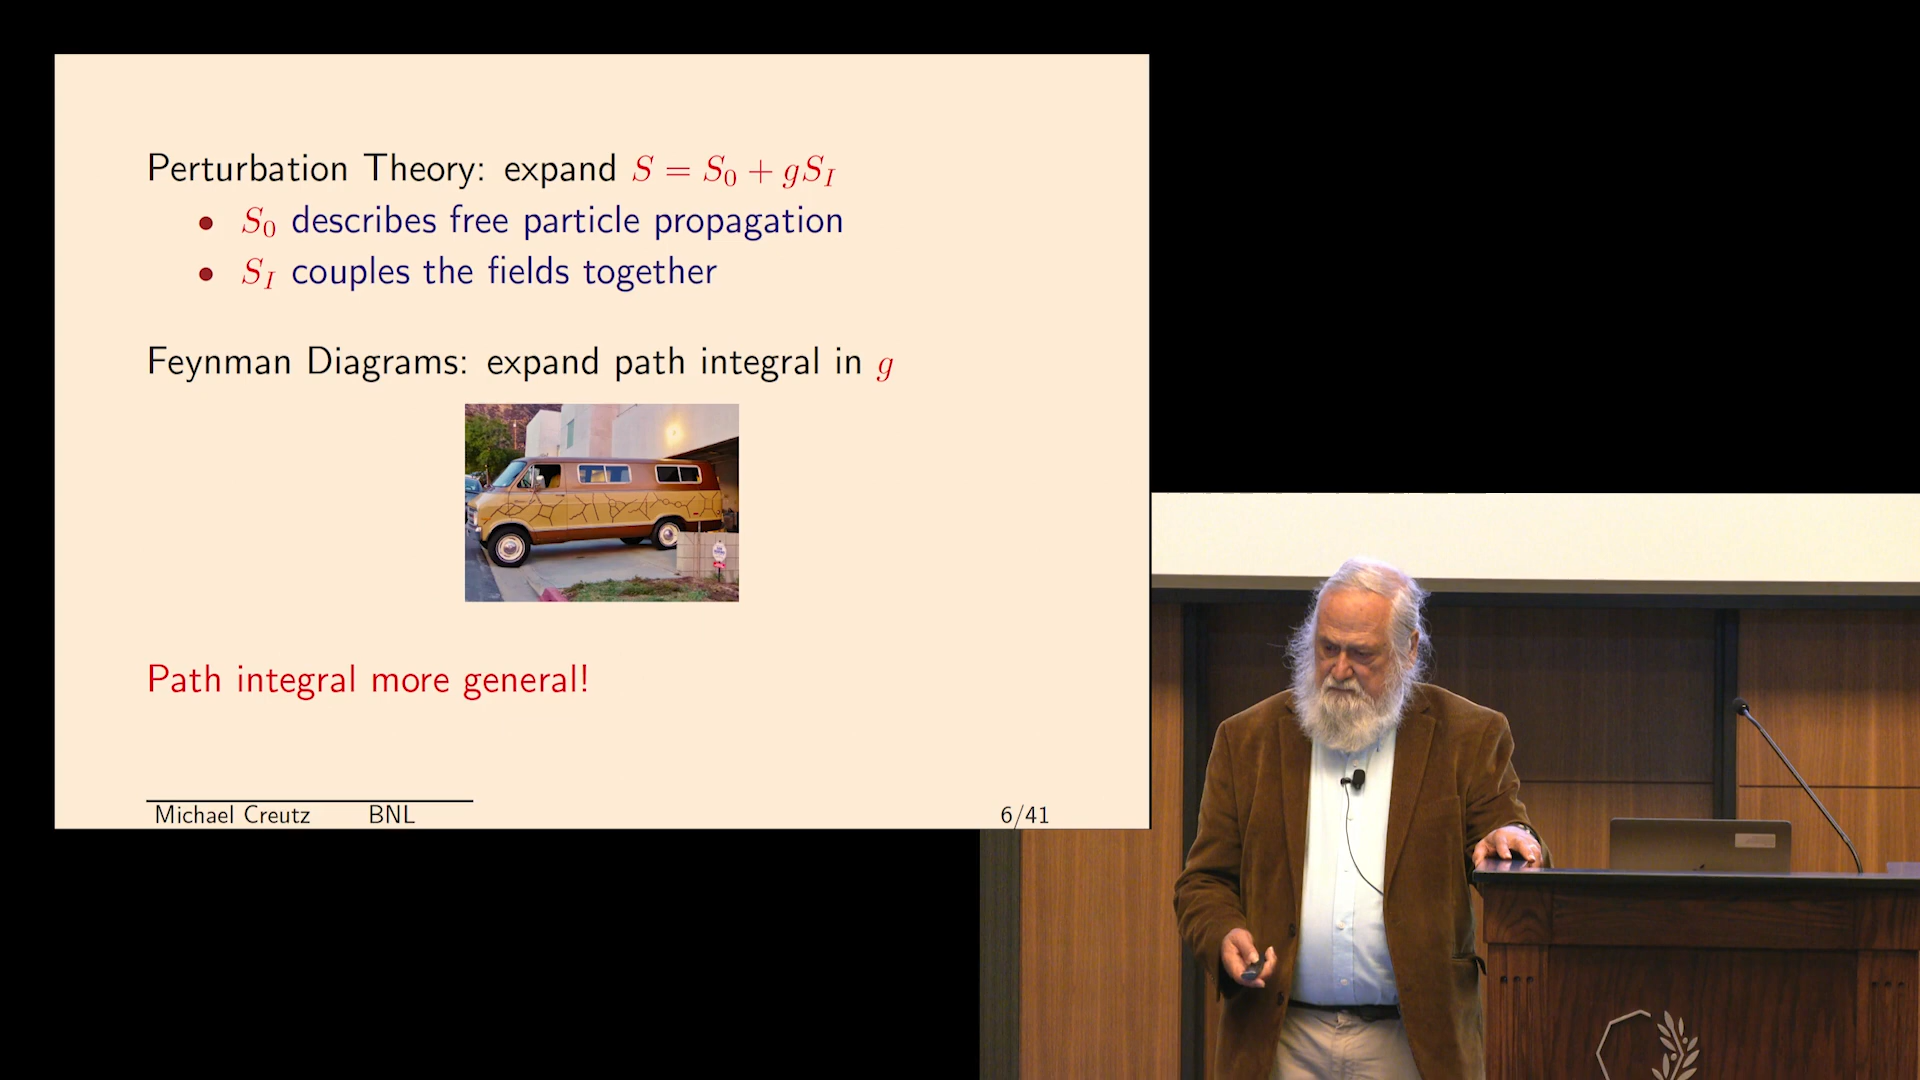 Perturbation Theory: expand S = S₀ + gS_I
• S₀ describes free particle propagation
• S_I couples the fields together
Feynman Diagrams: expand path integral in g
Path integral more general!
Michael Creutz BNL 6/41